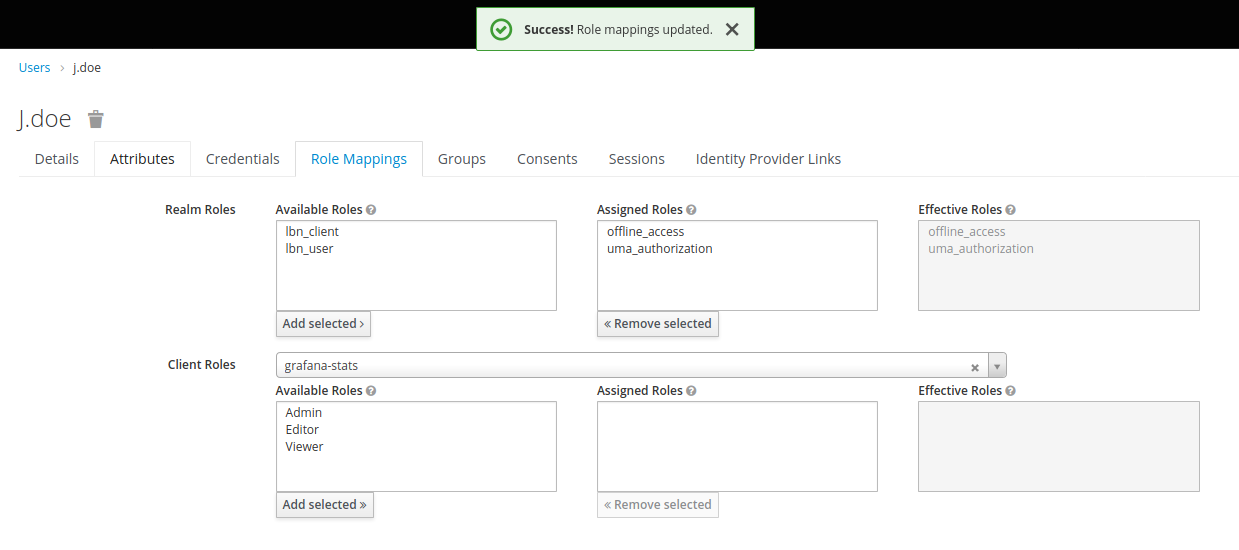 Success! Role mappings updated.
Users › j.doe
J.doe
Details Attributes Credentials Role Mappings Groups Consents Sessions Identity Provider Links
Realm Roles
Available Roles
lbn_client
lbn_user
Add selected ›
Assigned Roles
offline_access
uma_authorization
« Remove selected
Effective Roles
offline_access
uma_authorization
Client Roles
grafana-stats
Available Roles
Admin
Editor
Viewer
Add selected »
Assigned Roles
« Remove selected
Effective Roles